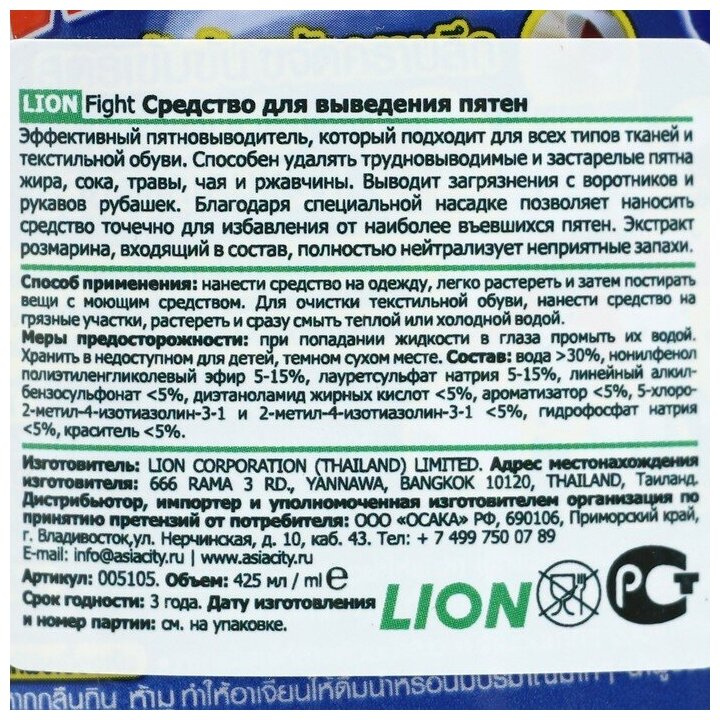 LION Fight Средство для выведения пятен
Эффективный пятновыводитель, который подходит для всех типов тканей и
текстильной обуви. Способен удалять трудновыводимые и застарелые пятна
жира, сока, травы, чая и ржавчины. Выводит загрязнения с воротников и
рукавов рубашек. Благодаря специальной насадке позволяет наносить
средство точечно для избавления от наиболее въевшихся пятен. Экстракт
розмарина, входящий в состав, полностью нейтрализует неприятные запахи.
Способ применения: нанести средство на одежду, легко растереть и затем постирать
вещи с моющим средством. Для очистки текстильной обуви, нанести средство на
грязные участки, растереть и сразу смыть теплой или холодной водой.
Меры предосторожности: при попадании жидкости в глаза промыть их водой.
Хранить в недоступном для детей, темном сухом месте. Состав: вода >30%, нонилфенол
полиэтиленгликолевый эфир 5-15%, лауретсульфат натрия 5-15%, линейный алкил-
бензосульфонат <5%, диэтаноламид жирных кислот <5%, ароматизатор <5%, 5-хлоро-
2-метил-4-изотиазолин-3-1 и 2-метил-4-изотиазолин-3-1 <5%, гидрофосфат натрия
<5%, краситель <5%.
Изготовитель: LION CORPORATION (THAILAND) LIMITED. Адрес местонахождения
изготовителя: 666 RAMA 3 RD., YANNAWA, BANGKOK 10120, THAILAND, Таиланд.
Дистрибьютор, импортер и уполномоченная изготовителем организация по
принятию претензий от потребителя: ООО «ОСАКА» РФ, 690106, Приморский край,
г. Владивосток,ул. Нерчинская, д. 10, каб. 43. Тел: + 7 499 750 07 89
E-mail: info@asiacity.ru | www.asiacity.ru
Артикул: 005105. Объем: 425 мл / ml e
Срок годности: 3 года. Дату изготовления
и номер партии: см. на упаковке.
LION
РСТ